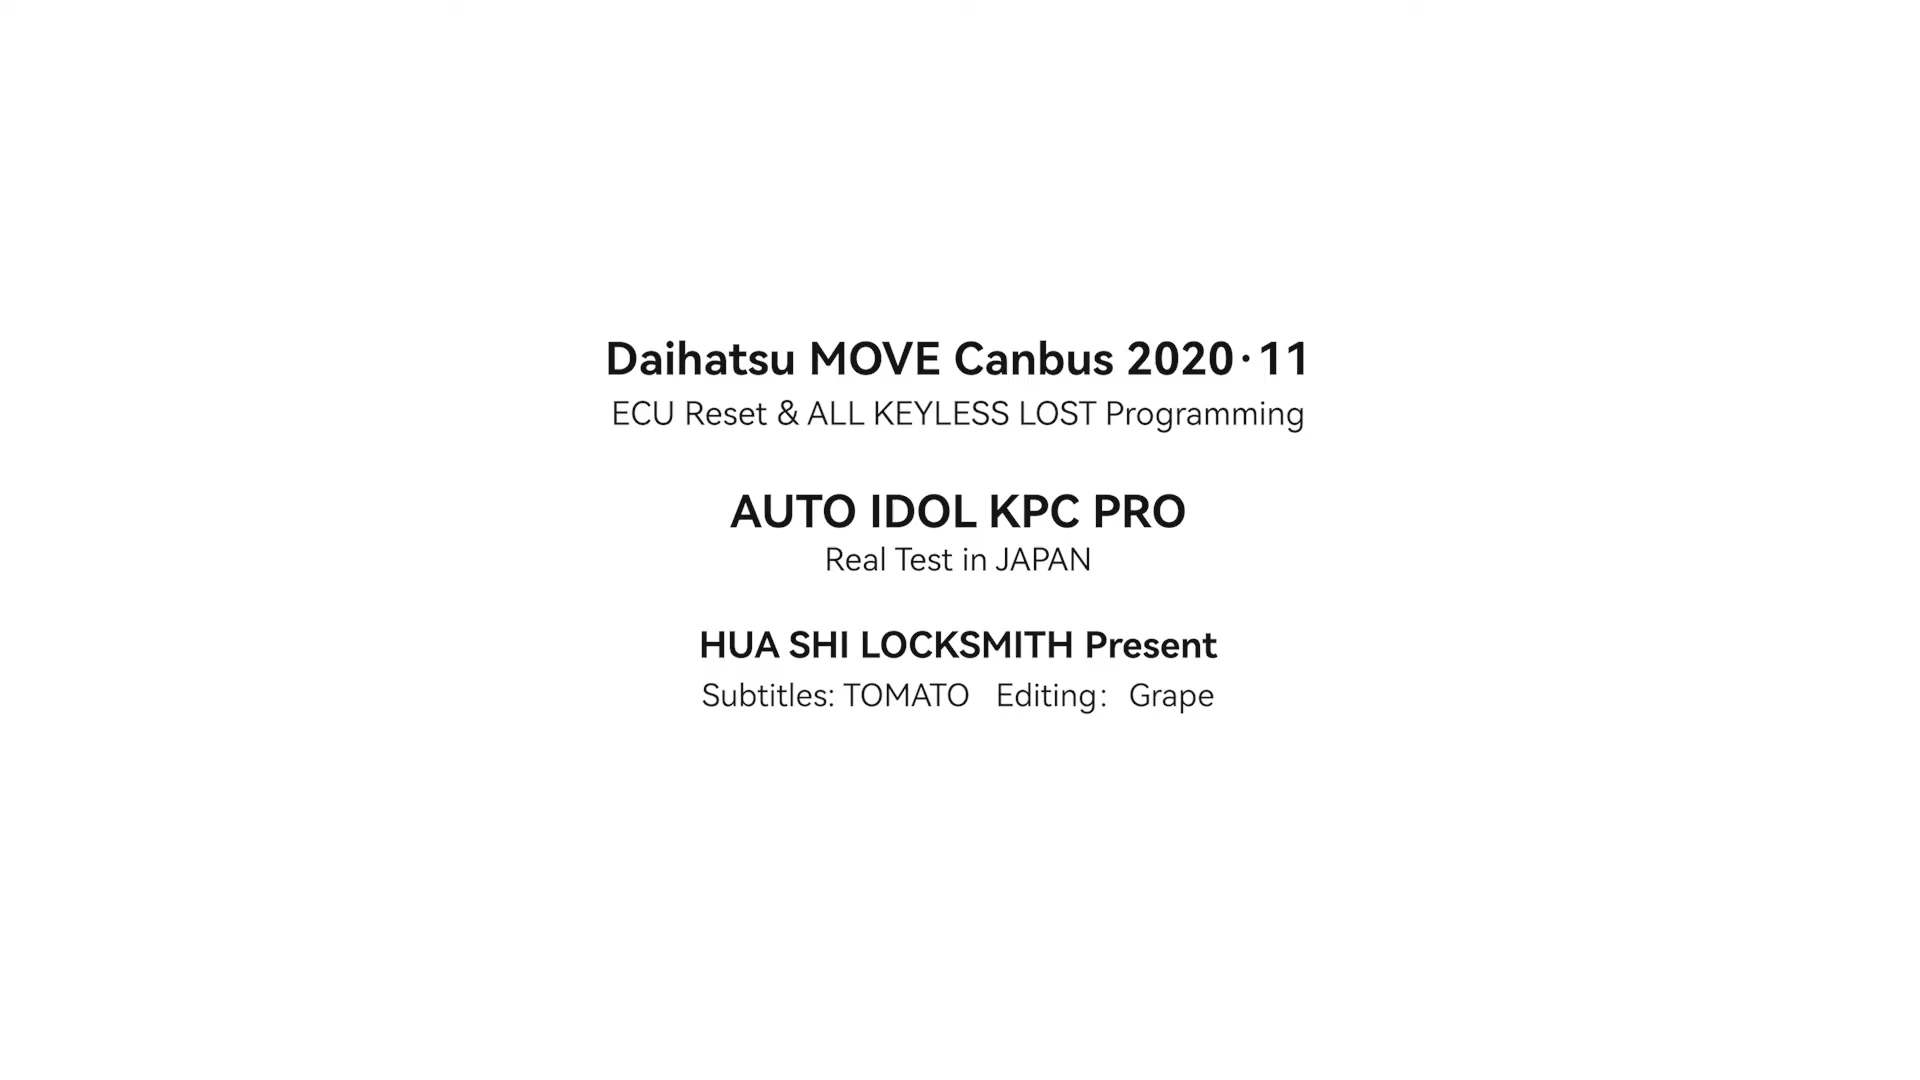 Daihatsu MOVE Canbus 2020·11
ECU Reset & ALL KEYLESS LOST Programming
AUTO IDOL KPC PRO
Real Test in JAPAN
HUA SHI LOCKSMITH Present
Subtitles: TOMATO Editing： Grape